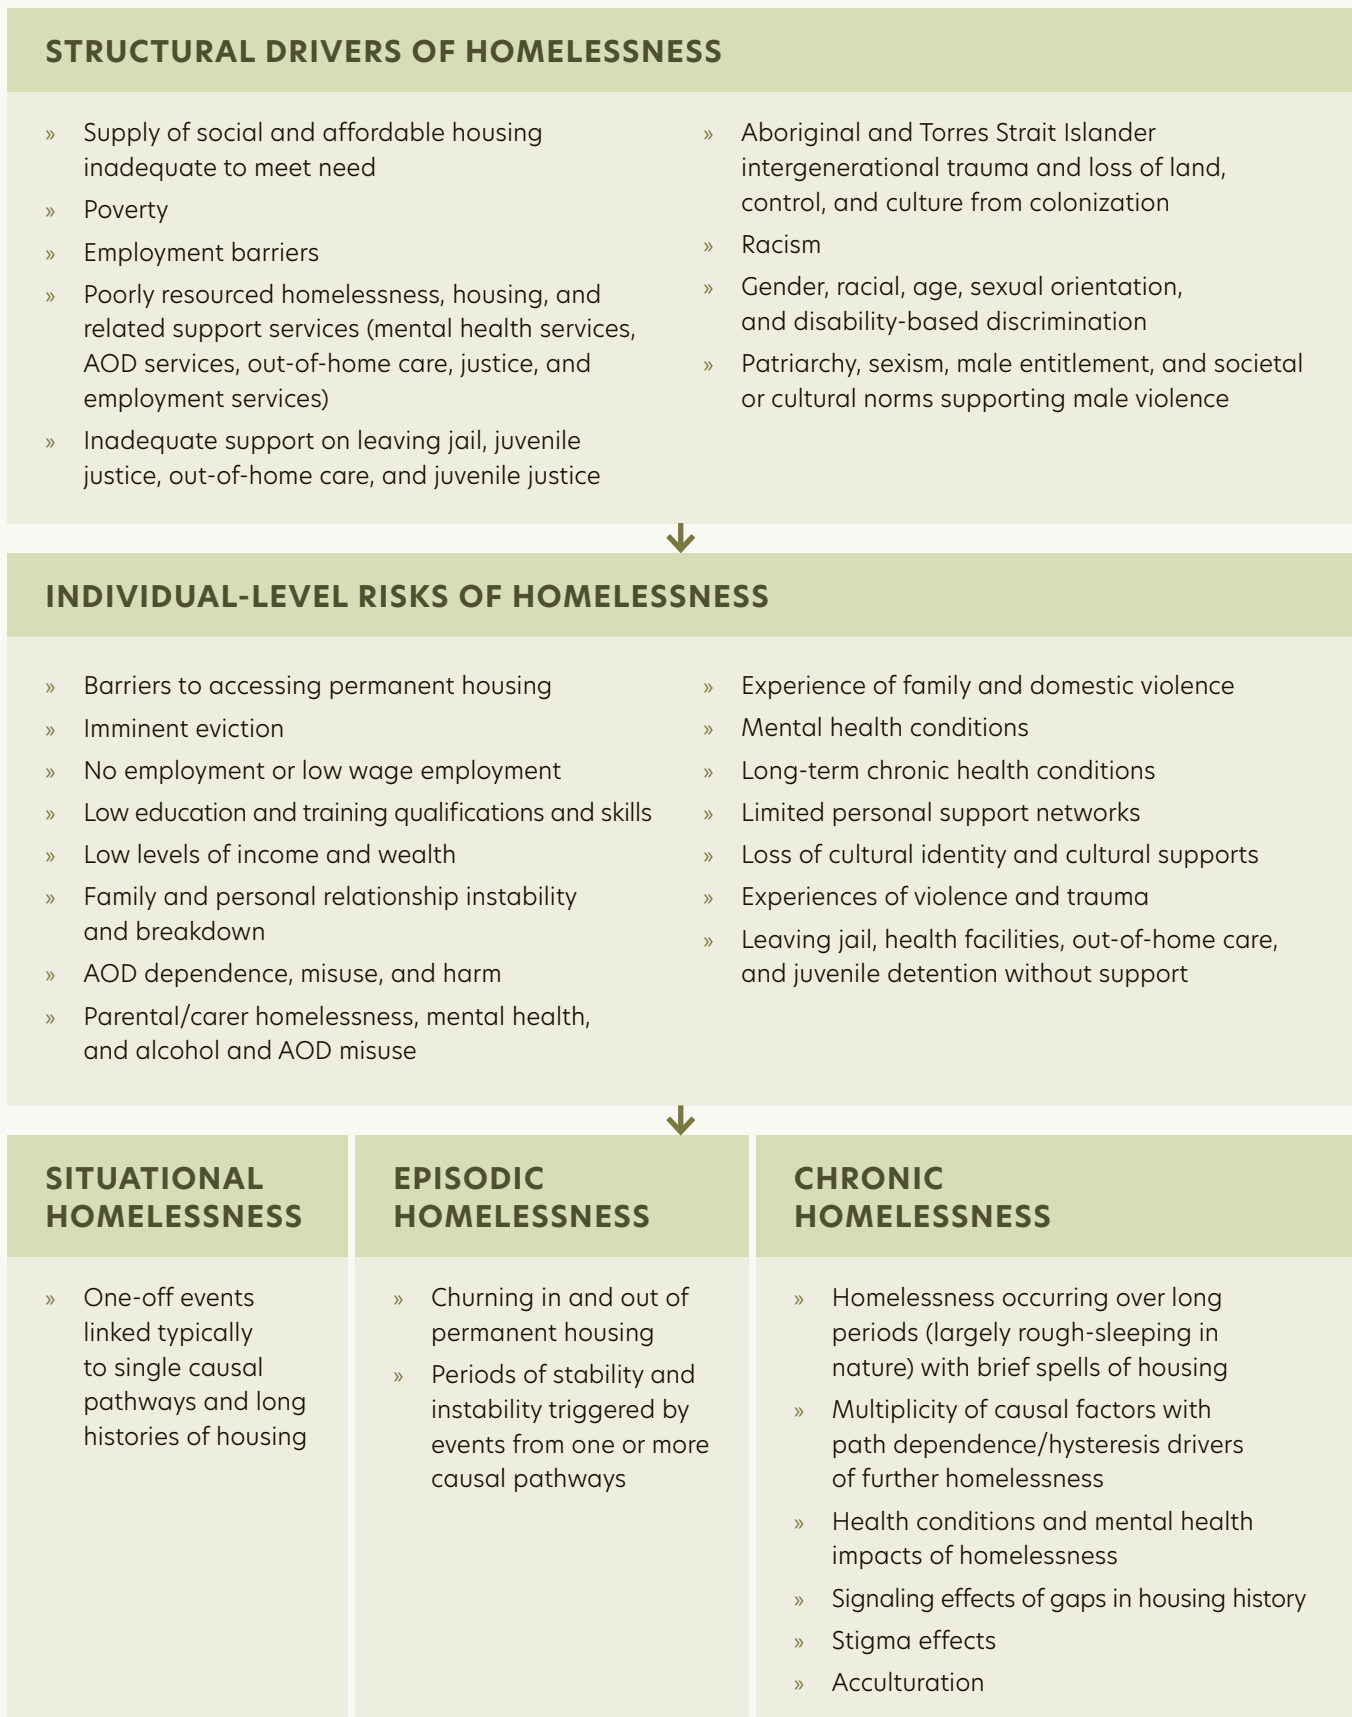 STRUCTURAL DRIVERS OF HOMELESSNESS
» Supply of social and affordable housing
inadequate to meet need
» Poverty
» Employment barriers
» Poorly resourced homelessness, housing, and
related support services (mental health services,
AOD services, out-of-home care, justice, and
employment services)
» Inadequate support on leaving jail, juvenile
justice, out-of-home care, and juvenile justice
» Aboriginal and Torres Strait Islander
intergenerational trauma and loss of land,
control, and culture from colonization
» Racism
» Gender, racial, age, sexual orientation,
and disability-based discrimination
» Patriarchy, sexism, male entitlement, and societal
or cultural norms supporting male violence
INDIVIDUAL-LEVEL RISKS OF HOMELESSNESS
» Barriers to accessing permanent housing
» Imminent eviction
» No employment or low wage employment
» Low education and training qualifications and skills
» Low levels of income and wealth
» Family and personal relationship instability
and breakdown
» AOD dependence, misuse, and harm
» Parental/carer homelessness, mental health,
and alcohol and AOD misuse
» Experience of family and domestic violence
» Mental health conditions
» Long-term chronic health conditions
» Limited personal support networks
» Loss of cultural identity and cultural supports
» Experiences of violence and trauma
» Leaving jail, health facilities, out-of-home care,
and juvenile detention without support
SITUATIONAL
HOMELESSNESS
» One-off events
linked typically
to single causal
pathways and long
histories of housing
EPISODIC
HOMELESSNESS
» Churning in and out of
permanent housing
» Periods of stability and
instability triggered by
events from one or more
causal pathways
CHRONIC
HOMELESSNESS
» Homelessness occurring over long
periods (largely rough-sleeping in
nature) with brief spells of housing
» Multiplicity of causal factors with
path dependence/hysteresis drivers
of further homelessness
» Health conditions and mental health
impacts of homelessness
» Signaling effects of gaps in housing history
» Stigma effects
» Acculturation